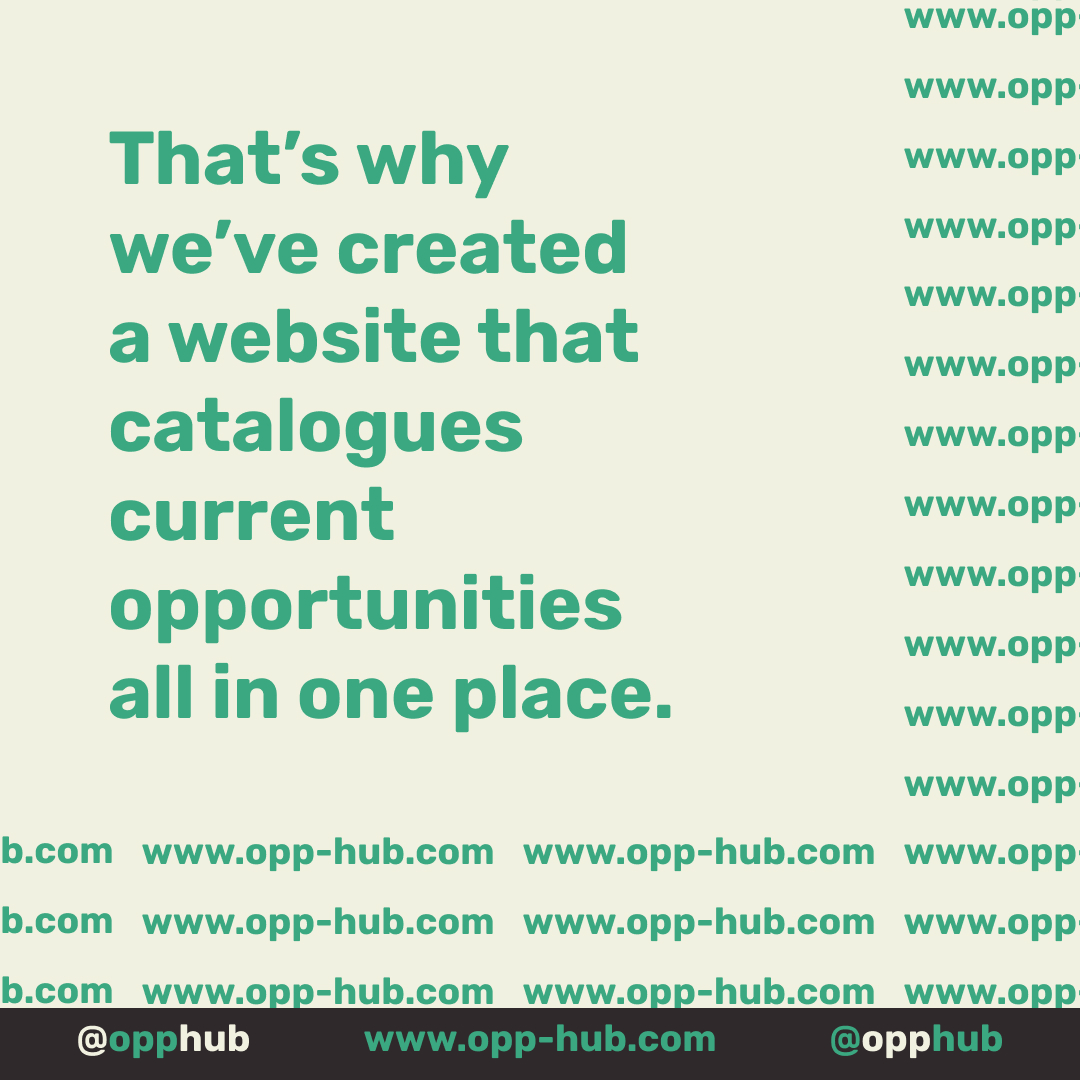 www.opp-
www.opp-
That’s why
www.opp-
we’ve created
www.opp-
www.opp-
a website that
www.opp-
catalogues
www.opp-
current
www.opp-
www.opp-
opportunities
www.opp-
all in one place.
www.opp-
www.opp-
b.com www.opp-hub.com www.opp-hub.com www.opp-
b.com www.opp-hub.com www.opp-hub.com www.opp-
b.com www.opp-hub.com www.opp-hub.com www.opp-
@opphub www.opp-hub.com @opphub